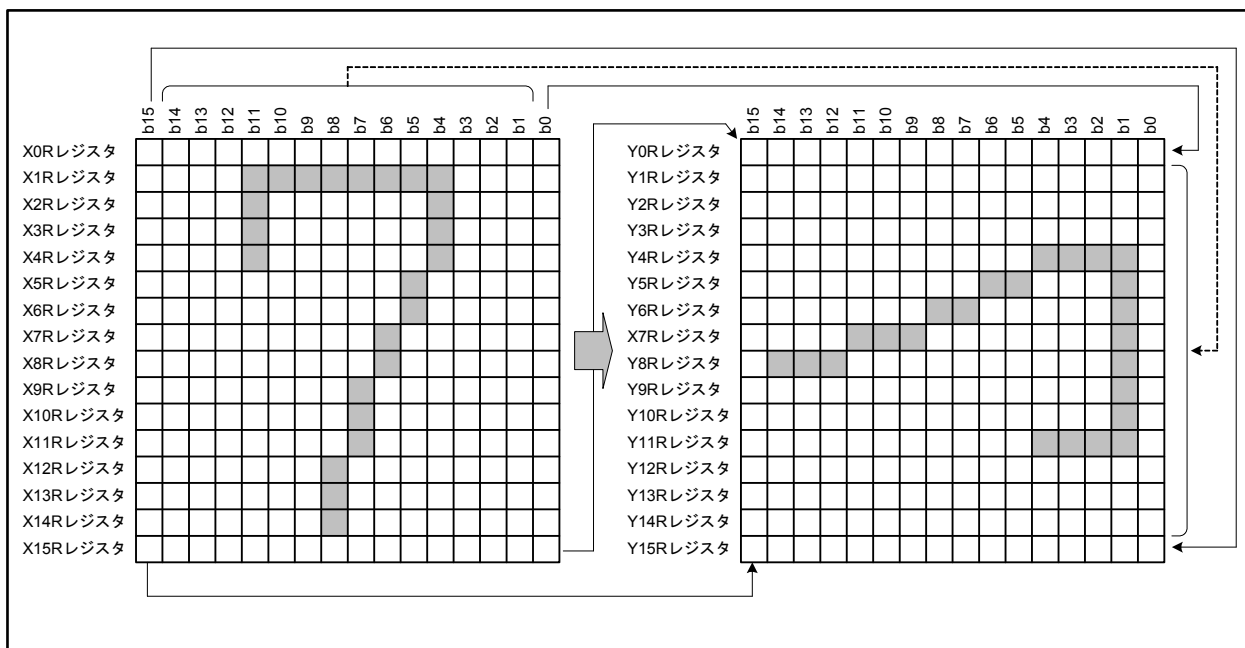 b15 b14 b13 b12 b11 b10 b9 b8 b7 b6 b5 b4 b3 b2 b1 b0
X0Rレジスタ
X1Rレジスタ
X2Rレジスタ
X3Rレジスタ
X4Rレジスタ
X5Rレジスタ
X6Rレジスタ
X7Rレジスタ
X8Rレジスタ
X9Rレジスタ
X10Rレジスタ
X11Rレジスタ
X12Rレジスタ
X13Rレジスタ
X14Rレジスタ
X15Rレジスタ
b15 b14 b13 b12 b11 b10 b9 b8 b7 b6 b5 b4 b3 b2 b1 b0
Y0Rレジスタ
Y1Rレジスタ
Y2Rレジスタ
Y3Rレジスタ
Y4Rレジスタ
Y5Rレジスタ
Y6Rレジスタ
X7Rレジスタ
Y8Rレジスタ
Y9Rレジスタ
Y10Rレジスタ
Y11Rレジスタ
Y12Rレジスタ
Y13Rレジスタ
Y14Rレジスタ
Y15Rレジスタ